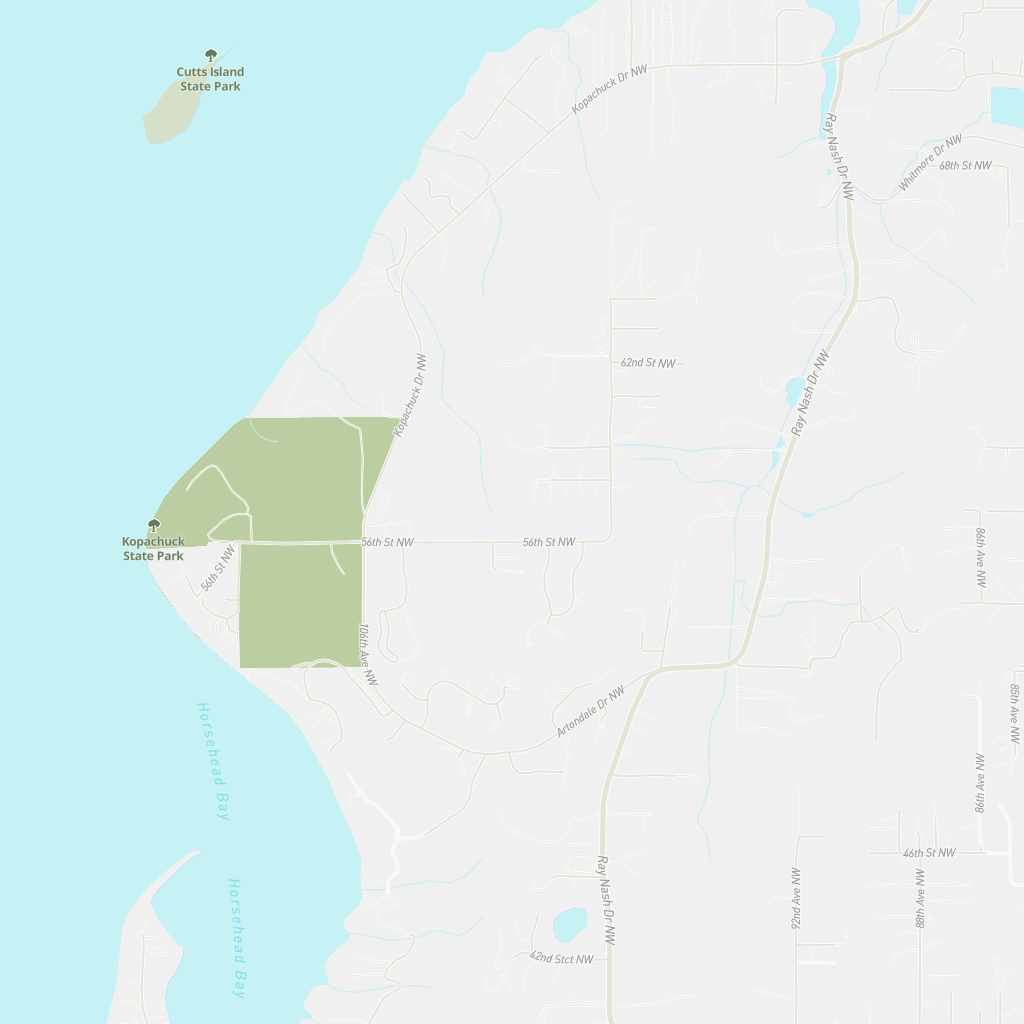 Cutts Island
State Park
Kopachuck Dr NW
Ray Nash Dr NW
Whitmore Dr NW
68th St NW
62nd St NW
Kopachuck Dr NW
Ray Nash Dr NW
Kopachuck
State Park
56th St NW
56th St NW
56th St NW
86th Ave NW
106th Ave NW
Artondale Dr NW
85th Ave NW
Horsehead Bay
86th Ave NW
46th St NW
Ray Nash Dr NW
92nd Ave NW
88th Ave NW
Horsehead Bay
42nd Stct NW